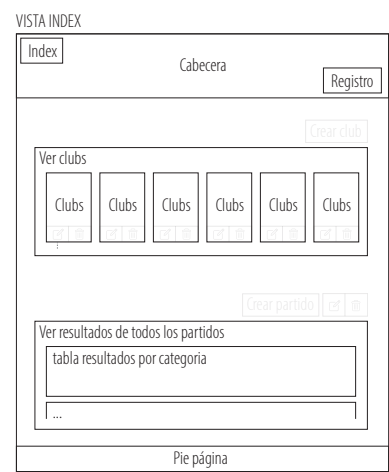 VISTA INDEX
Index
Cabecera
Registro
Crear club
Ver clubs
Clubs Clubs Clubs Clubs Clubs Clubs
Crear partido
Ver resultados de todos los partidos
tabla resultados por categoria
...
Pie página